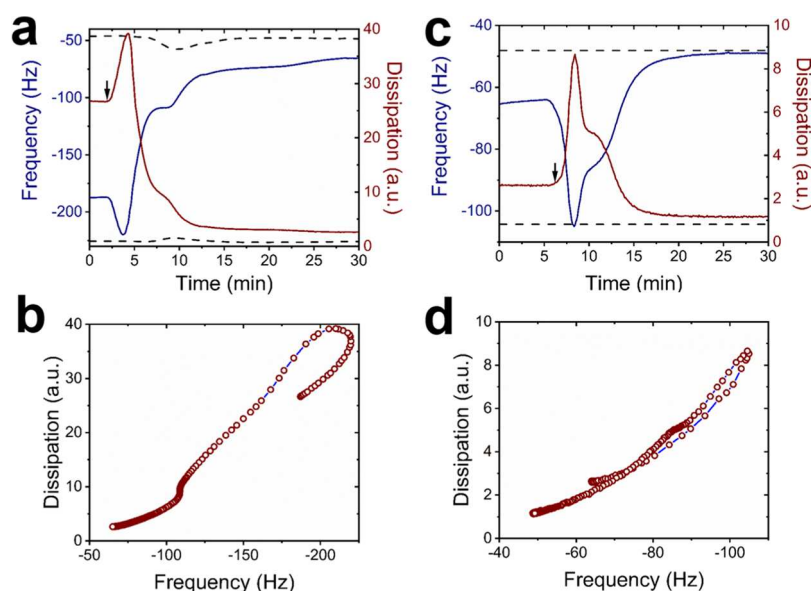 a
-50
-100
-150
-200
Frequency (Hz)
40
30
20
10
0
Dissipation (a.u.)
0 5 10 15 20 25 30
Time (min)
c
-40
-60
-80
-100
Frequency (Hz)
10
8
6
4
2
0
Dissipation (a.u.)
0 5 10 15 20 25 30
Time (min)
b
40
30
20
10
0
Dissipation (a.u.)
-50 -100 -150 -200
Frequency (Hz)
d
10
8
6
4
2
0
Dissipation (a.u.)
-40 -60 -80 -100
Frequency (Hz)